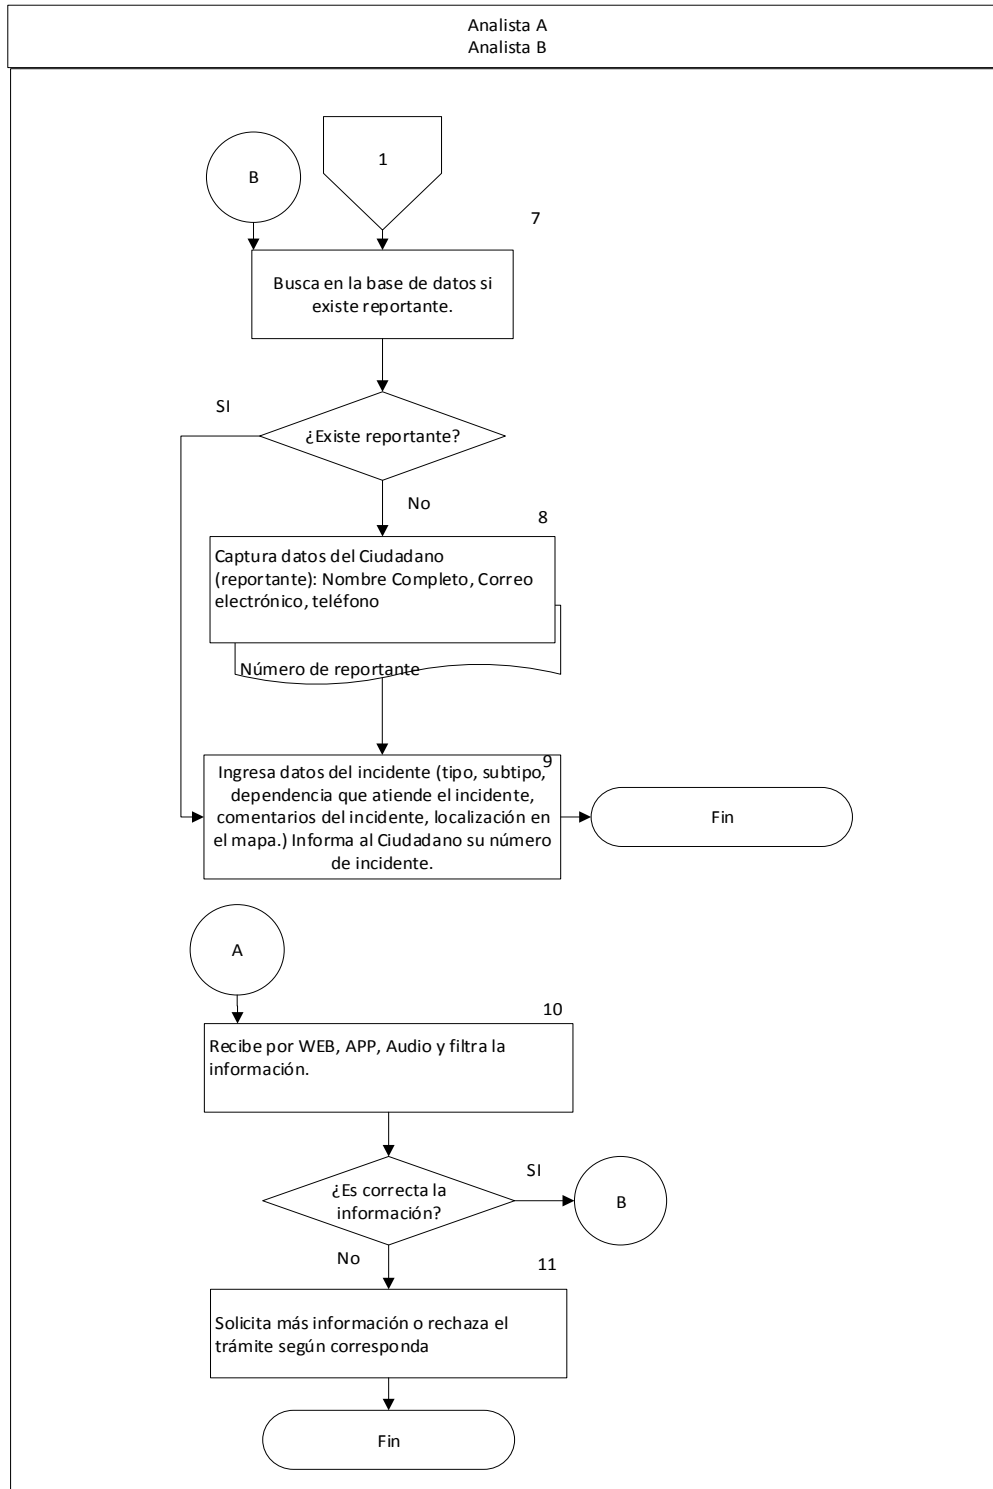 Analista A
Analista B
B
1
7
Busca en la base de datos si
existe reportante.
SI
¿Existe reportante?
No
8
Captura datos del Ciudadano
(reportante): Nombre Completo, Correo
electrónico, teléfono
Número de reportante
9
Ingresa datos del incidente (tipo, subtipo,
dependencia que atiende el incidente,
comentarios del incidente, localización en
el mapa.) Informa al Ciudadano su número
de incidente.
Fin
A
10
Recibe por WEB, APP, Audio y filtra la
información.
¿Es correcta la
información?
SI
B
No
11
Solicita más información o rechaza el
trámite según corresponda
Fin